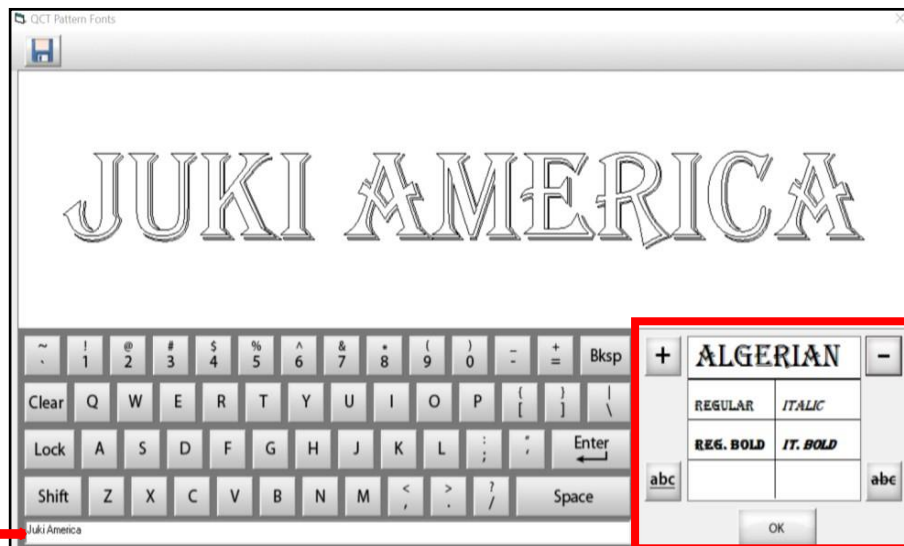 QCT Pattern Fonts
JUKI AMERICA
~ ! @ # $ % ^ & * ( ) _ +
` 1 2 3 4 5 6 7 8 9 0 - = Bksp
Clear Q W E R T Y U I O P { [ } ] | \
Lock A S D F G H J K L : ; " ' Enter
Shift Z X C V B N M < , > . ? / Space
Juki America
+ ALGERIAN -
REGULAR ITALIC
REG. BOLD IT. BOLD
abc abc
OK